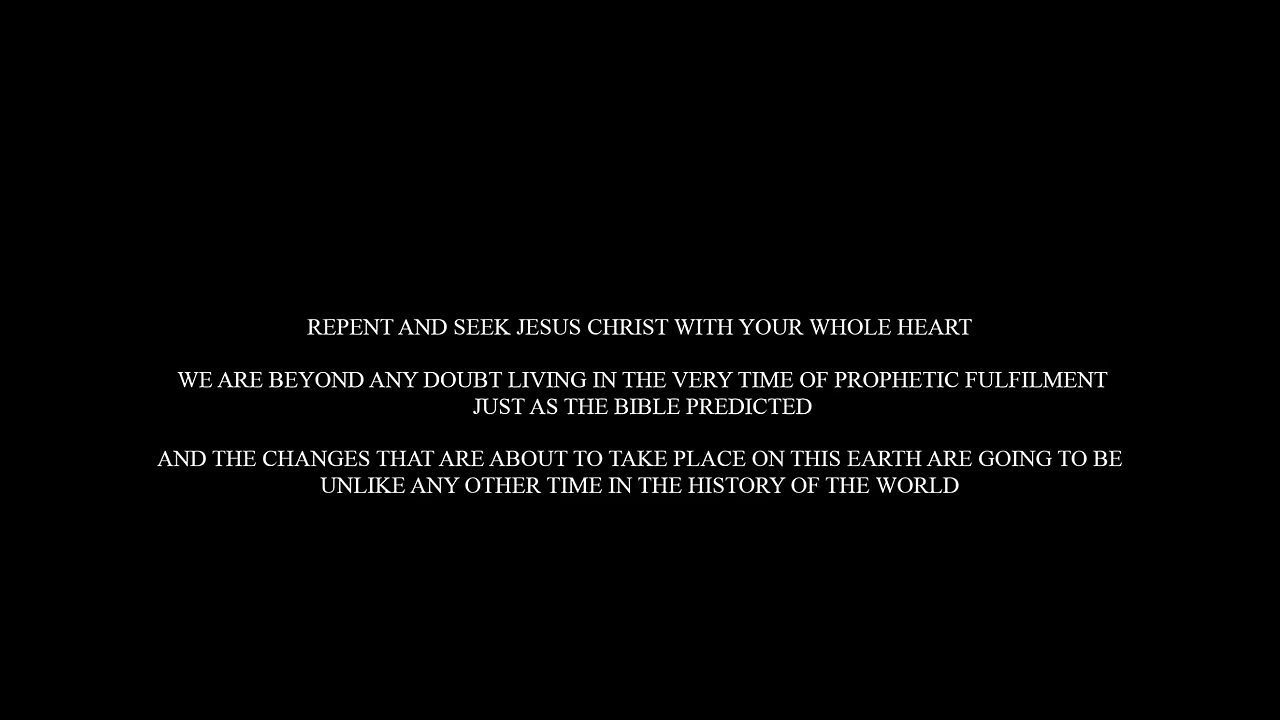 REPENT AND SEEK JESUS CHRIST WITH YOUR WHOLE HEART
WE ARE BEYOND ANY DOUBT LIVING IN THE VERY TIME OF PROPHETIC FULFILMENT
JUST AS THE BIBLE PREDICTED
AND THE CHANGES THAT ARE ABOUT TO TAKE PLACE ON THIS EARTH ARE GOING TO BE
UNLIKE ANY OTHER TIME IN THE HISTORY OF THE WORLD